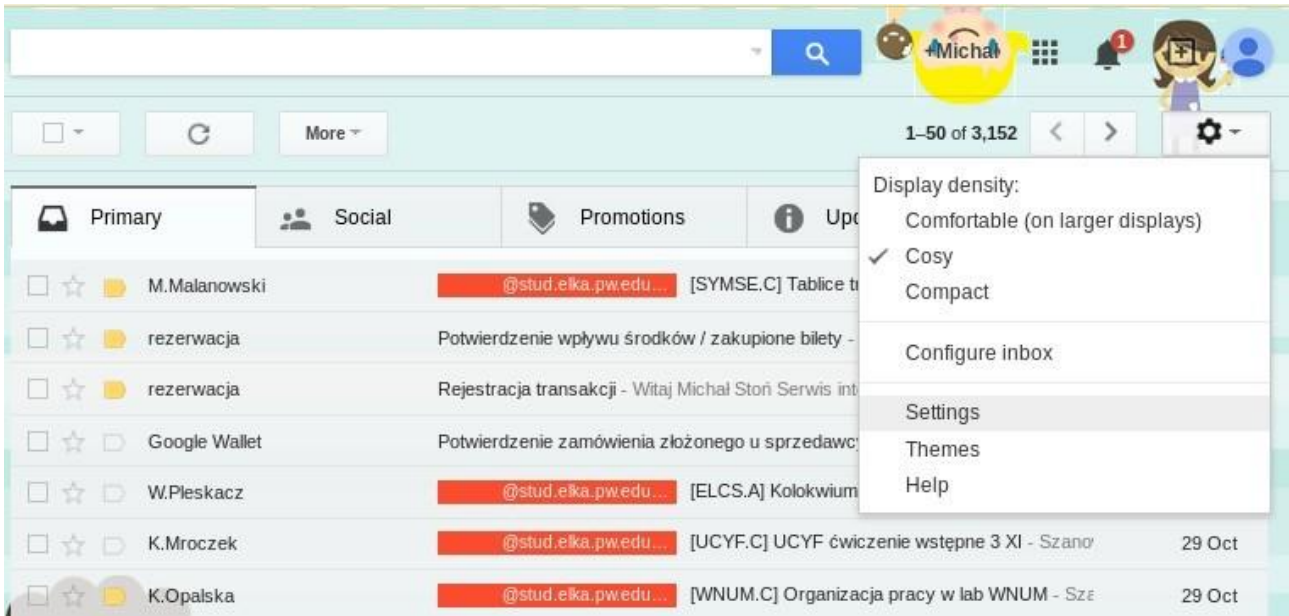 +Michał
1
More
1–50 of 3,152
Display density:
Comfortable (on larger displays)
Cosy
Compact
Configure inbox
Settings
Themes
Help
Primary
Social
Promotions
M.Malanowski @stud.elka.pw.edu... [SYMSE.C] Tablice
rezerwacja Potwierdzenie wpływu środków / zakupione bilety -
rezerwacja Rejestracja transakcji - Witaj Michał Stoń Serwis
Google Wallet Potwierdzenie zamówienia złożonego u
W.Pleskacz @stud.elka.pw.edu... [ELCS.A] Kolokwium
K.Mroczek @stud.elka.pw.edu... [UCYF.C] UCYF ćwiczenie wstępne 3 XI - 29 Oct
K.Opalska @stud.elka.pw.edu... [WNUM.C] Organizacja pracy w lab WNUM - 29 Oct